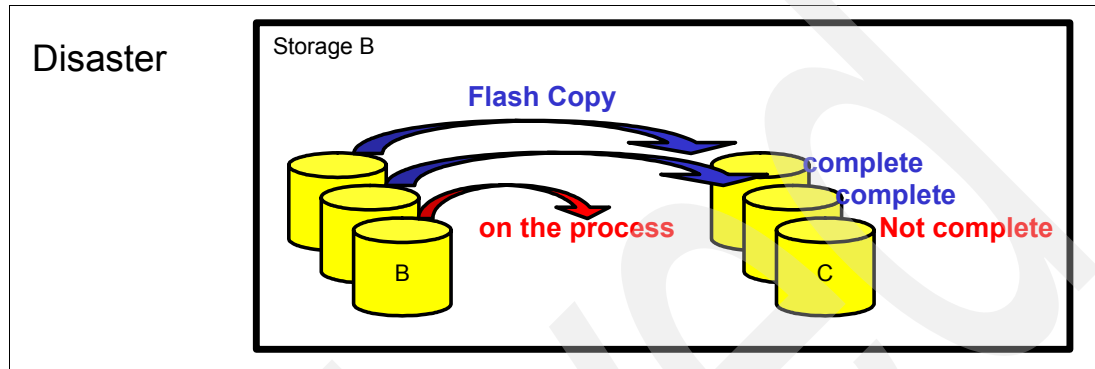 Disaster
Storage B
Flash Copy
complete
complete
on the process
Not complete
B
C